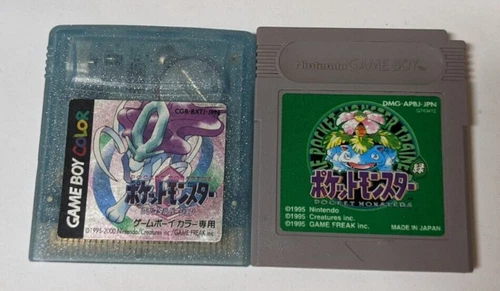 GAME BOY COLOR
CGB-BXTJ-JPN
ポケットモンスター
ゲームボーイカラー専用
©1995-2000 Nintendo/Creatures inc./GAME FREAK inc.
Nintendo GAME BOY
DMG-APBJ-JPN
ポケットモンスター
緑
POCKET MONSTERS
©1995 Nintendo
©1995 Creatures inc.
©1995 GAME FREAK inc.
MADE IN JAPAN